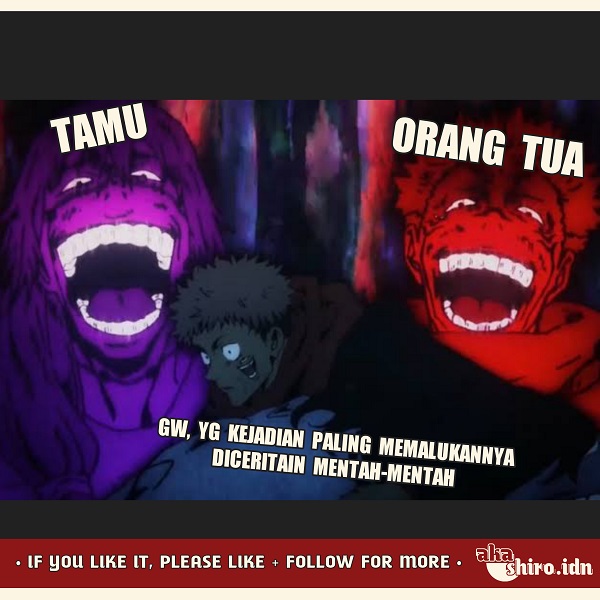 TAMU
ORANG TUA
GW, YG KEJADIAN PALING MEMALUKANNYA
DICERITAIN MENTAH-MENTAH
• IF YOU LIKE IT, PLEASE LIKE + FOLLOW FOR MORE •
aka
shiro.idn